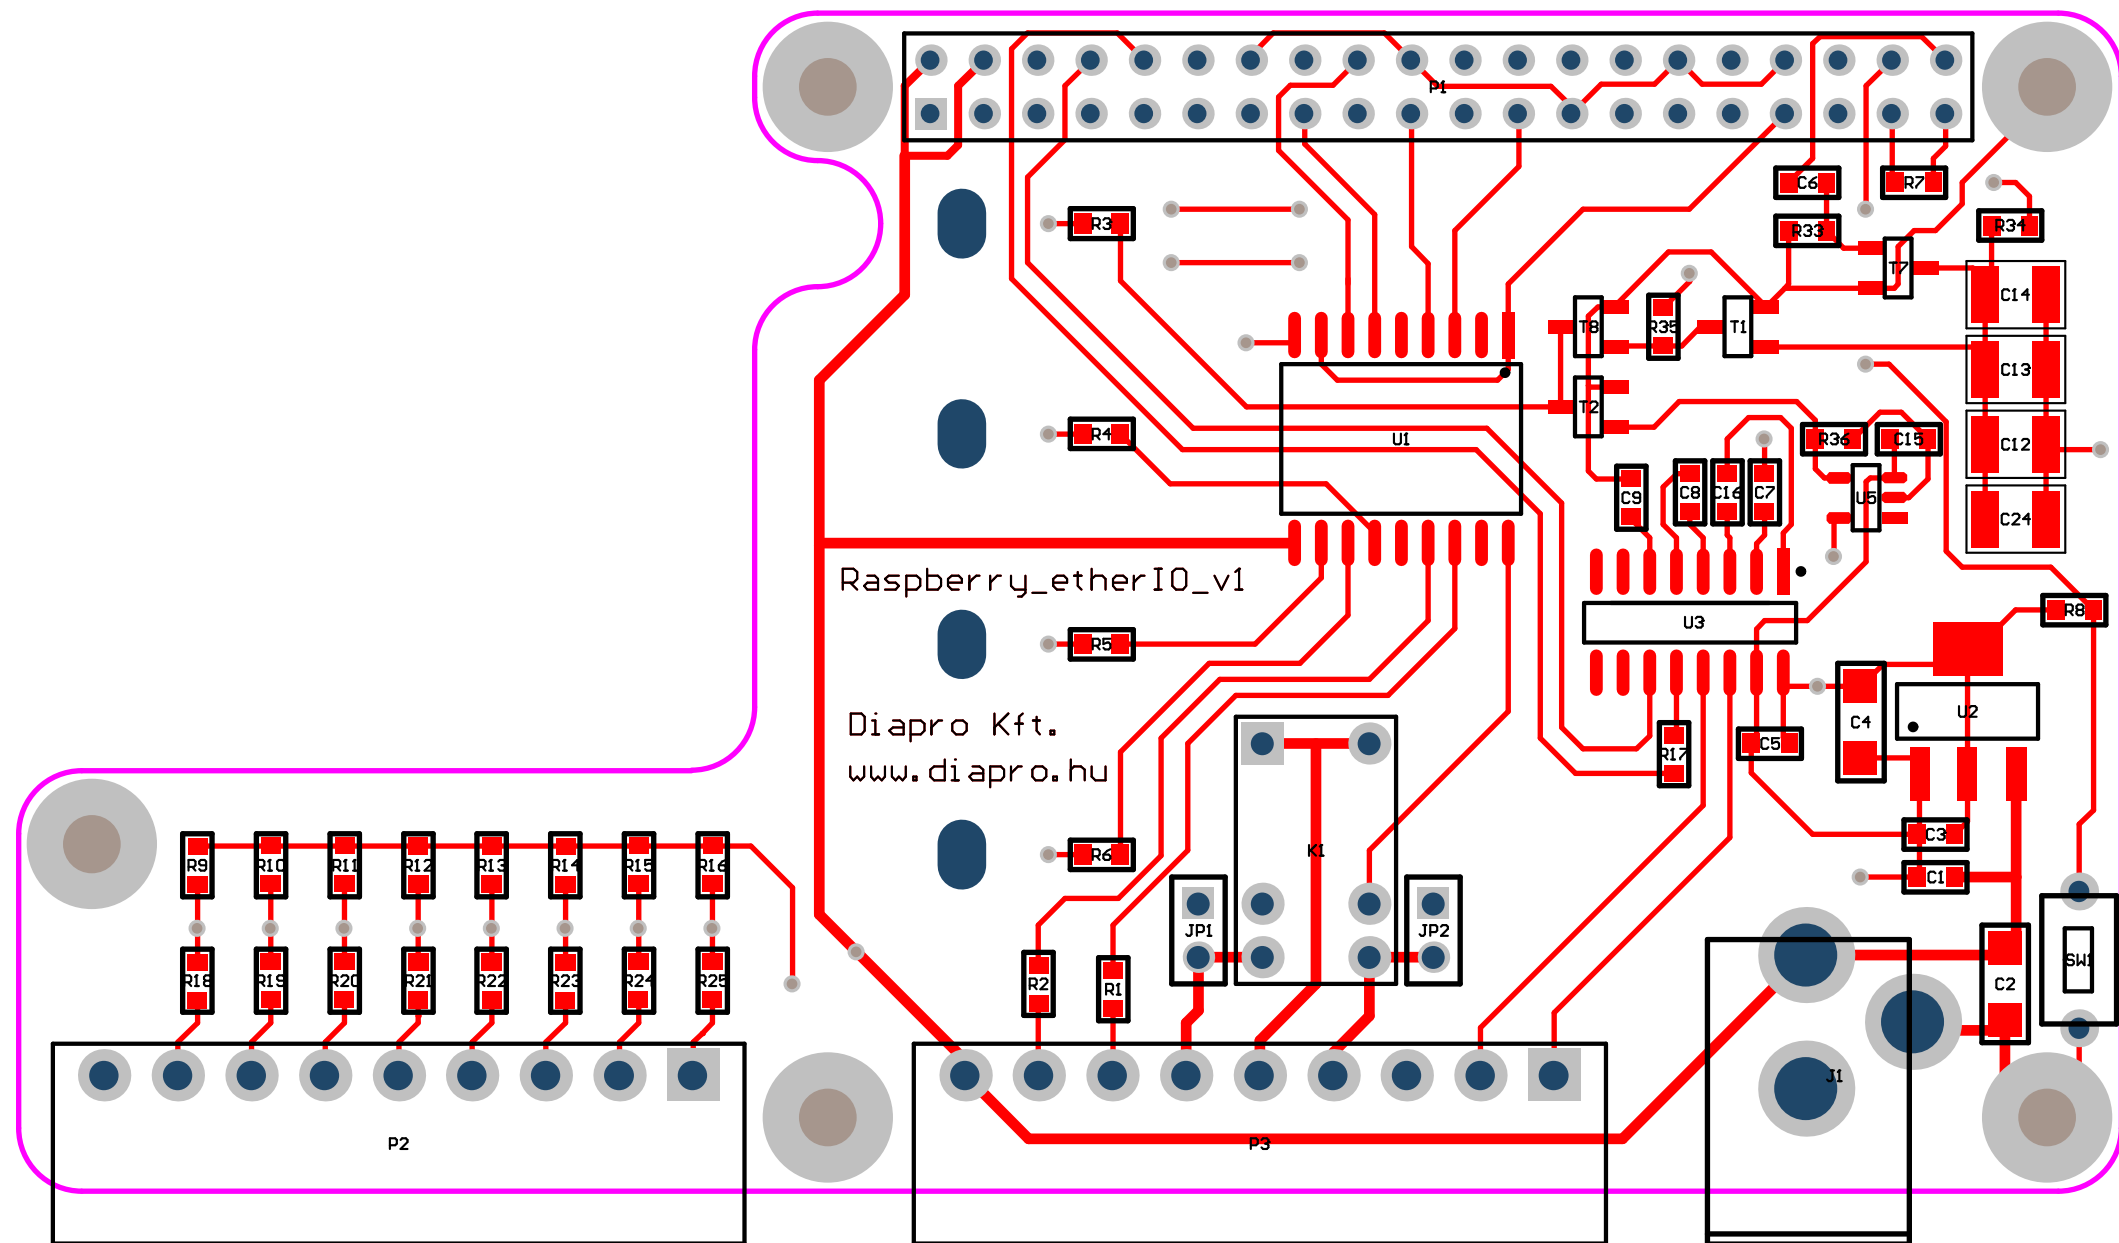 P1
C6
R7
R3
R33
R34
T7
C14
T8
R35
T1
C13
T2
R4
U1
R36
C15
C12
C9
C8
C16
C7
U5
C24
Raspberry_etherIO_v1
R8
U3
R5
Diapro Kft.
U2
C4
C5
R17
www.diapro.hu
C3
K1
R6
R9
R10
R11
R12
R13
R14
R15
R16
C1
JP1
JP2
SW1
R18
R19
R20
R21
R22
R23
R24
R25
R2
R1
C2
J1
P2
P3